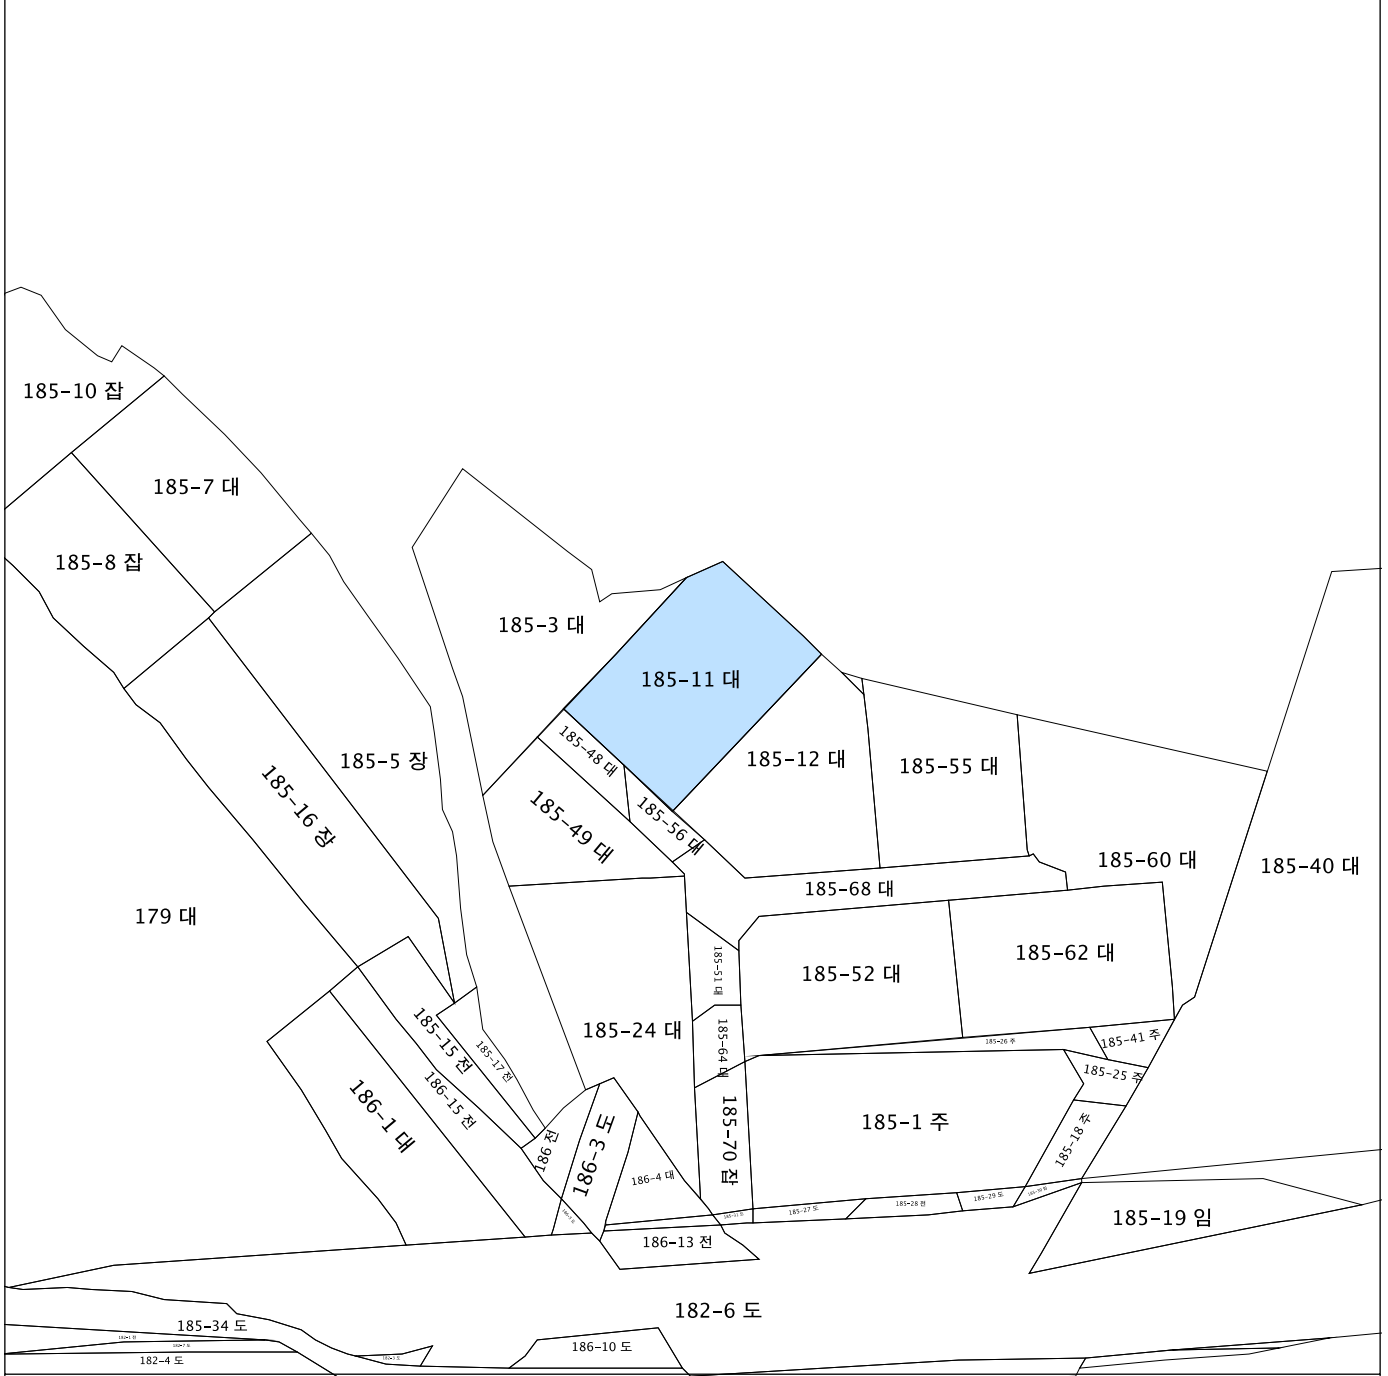 185-10 잡
185-7 대
185-8 잡
185-3 대
185-11 대
185-48 대
185-12 대
185-55 대
185-5 장
185-16 장
185-49 대
185-56 대
185-60 대
185-40 대
185-68 대
179 대
185-51 대
185-52 대
185-62 대
185-24 대
185-15 전
185-17 전
185-64 대
185-26 주
185-41 주
185-25 주
186-15 전
186-1 대
185-1 주
185-70 잡
185-18 주
186 전
186-3 도
186-4 대
185-27 도
185-28 전
185-29 도
185-19 임
186-13 전
182-6 도
185-34 도
186-10 도
182-4 도